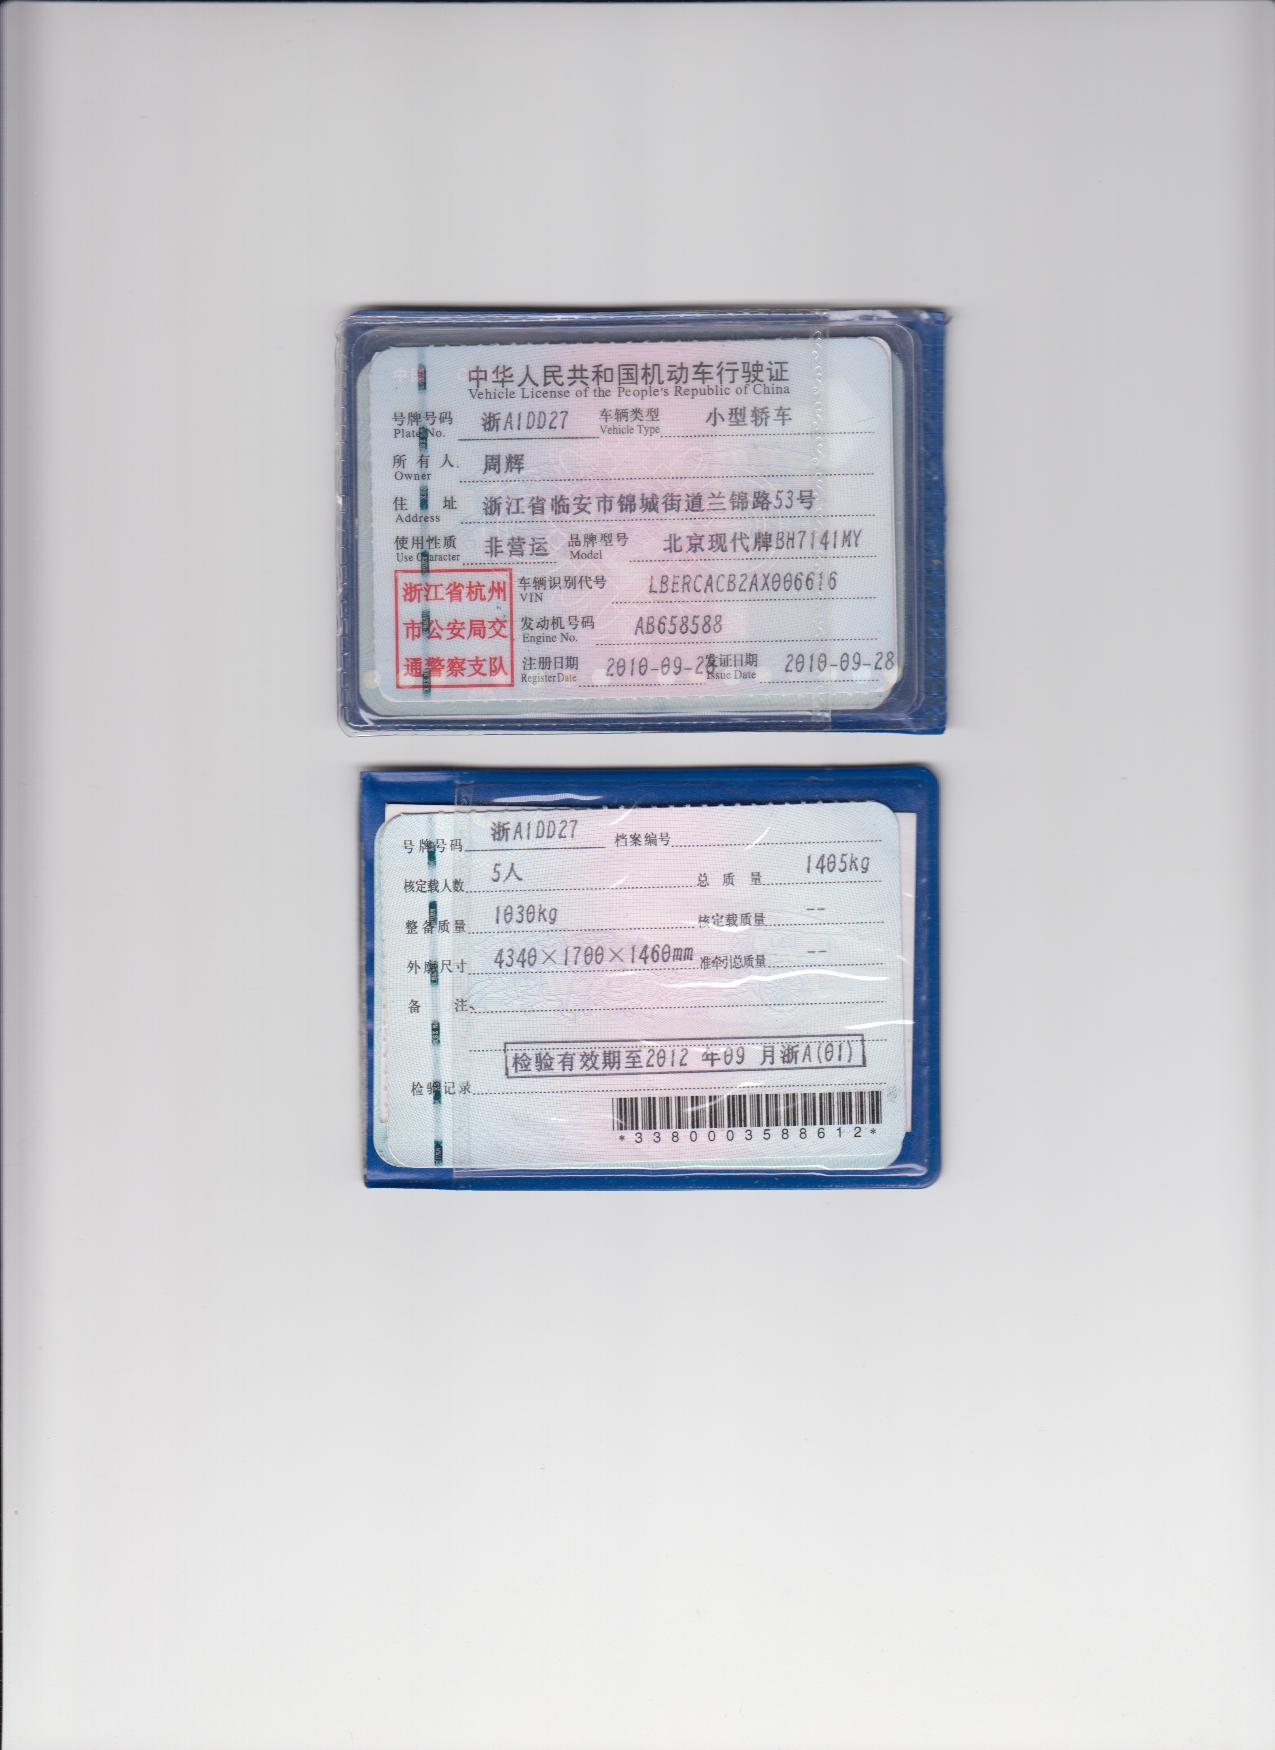 中华人民共和国机动车行驶证
Vehicle License of the People's Republic of China
号牌号码 浙A1DD27 车辆类型 小型轿车
Plate No. Vehicle Type
所有人 周辉
Owner
住址 浙江省临安市锦城街道兰锦路53号
Address
使用性质 非营运 品牌型号 北京现代牌BH7141MY
Use Character Model
浙江省杭州
市公安局交
通警察支队
车辆识别代号 LBERCACB2AX006616
VIN
发动机号码 AB658588
Engine No.
注册日期 2010-09-28 发证日期 2010-09-28
Register Date Issue Date
号牌号码 浙A1DD27 档案编号
核定载人数 5人 总质量 1405kg
整备质量 1030kg 核定载质量 --
外廓尺寸 4340×1700×1460mm 准牵引总质量 --
备注
检验有效期至2012 年09 月浙A(01)
检验记录
*3380003588612*